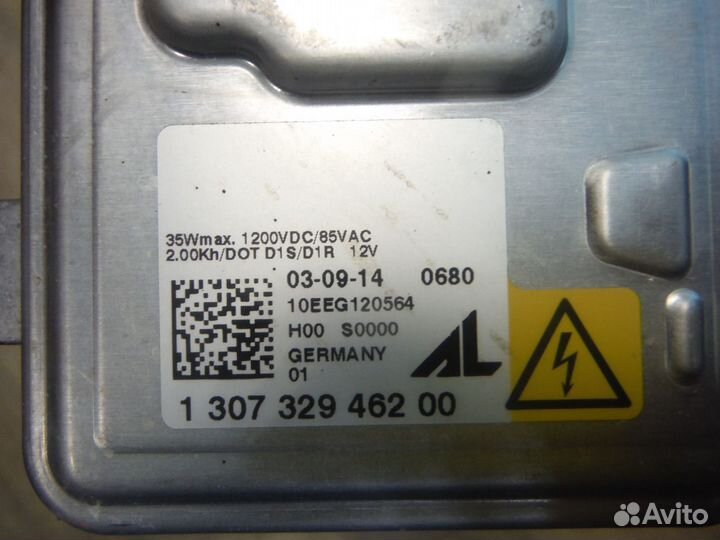 35Wmax. 1200VDC/85VAC
2.00Kh/DOT D1S/D1R 12V
03-09-14 0680
10EEG120564
H00 S0000
GERMANY
01
AL
1 307 329 462 00
Avito